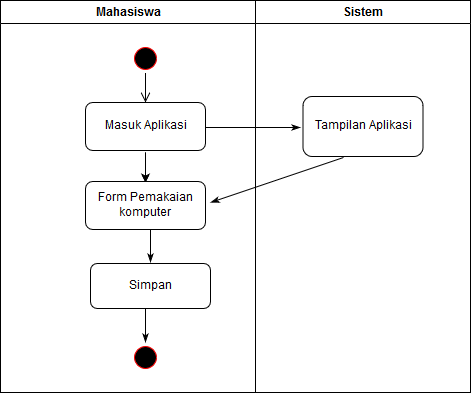 Mahasiswa
Sistem
Masuk Aplikasi
Tampilan Aplikasi
Form Pemakaian
komputer
Simpan